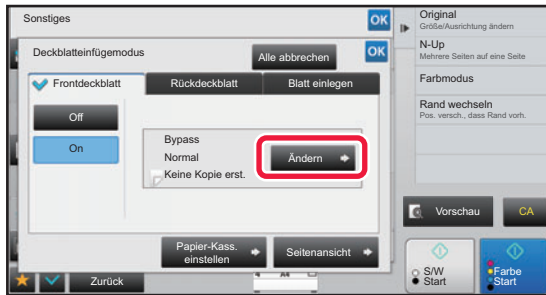 Sonstiges
OK
Deckblatteinfügemodus
Alle abbrechen
OK
Frontdeckblatt
Rückdeckblatt
Blatt einlegen
Off
On
Bypass
Normal
Keine Kopie erst.
Ändern
Papier-Kass.
einstellen
Seitenansicht
Zurück
A4
Original
Größe/Ausrichtung ändern
N-Up
Mehrere Seiten auf eine Seite
Farbmodus
Rand wechseln
Pos. versch., dass Rand vorh.
Vorschau
CA
S/W
Start
Farbe
Start